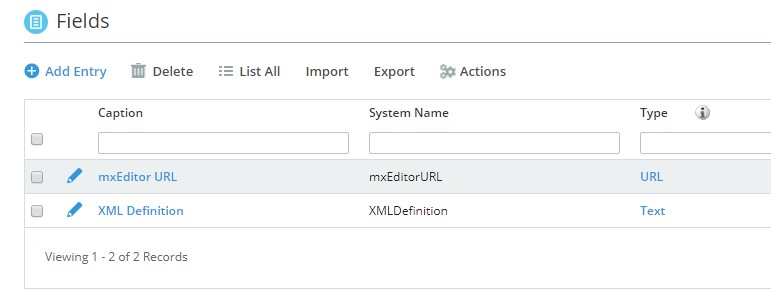 Fields
Add Entry Delete List All Import Export Actions
Caption System Name Type i
mxEditor URL mxEditorURL URL
XML Definition XMLDefinition Text
Viewing 1 - 2 of 2 Records